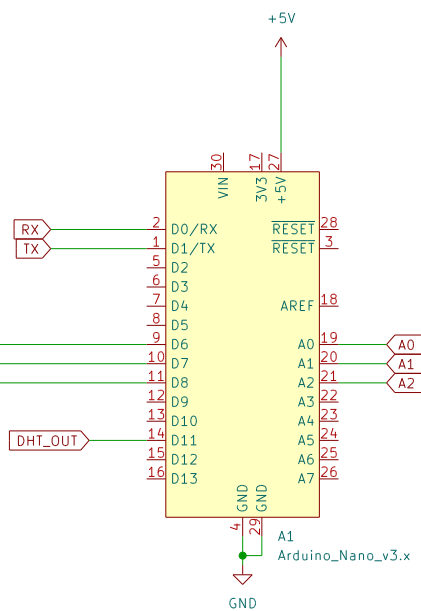 +5V
30
17
27
VIN
3V3
+5V
RX 2 D0/RX RESET 28
TX 1 D1/TX RESET 3
5 D2
6 D3
7 D4 AREF 18
8 D5
9 D6 A0 19 A0
10 D7 A1 20 A1
11 D8 A2 21 A2
12 D9 A3 22
13 D10 A4 23
DHT_OUT 14 D11 A5 24
15 D12 A6 25
16 D13 A7 26
GND
GND
4
29
A1
Arduino_Nano_v3.x
GND